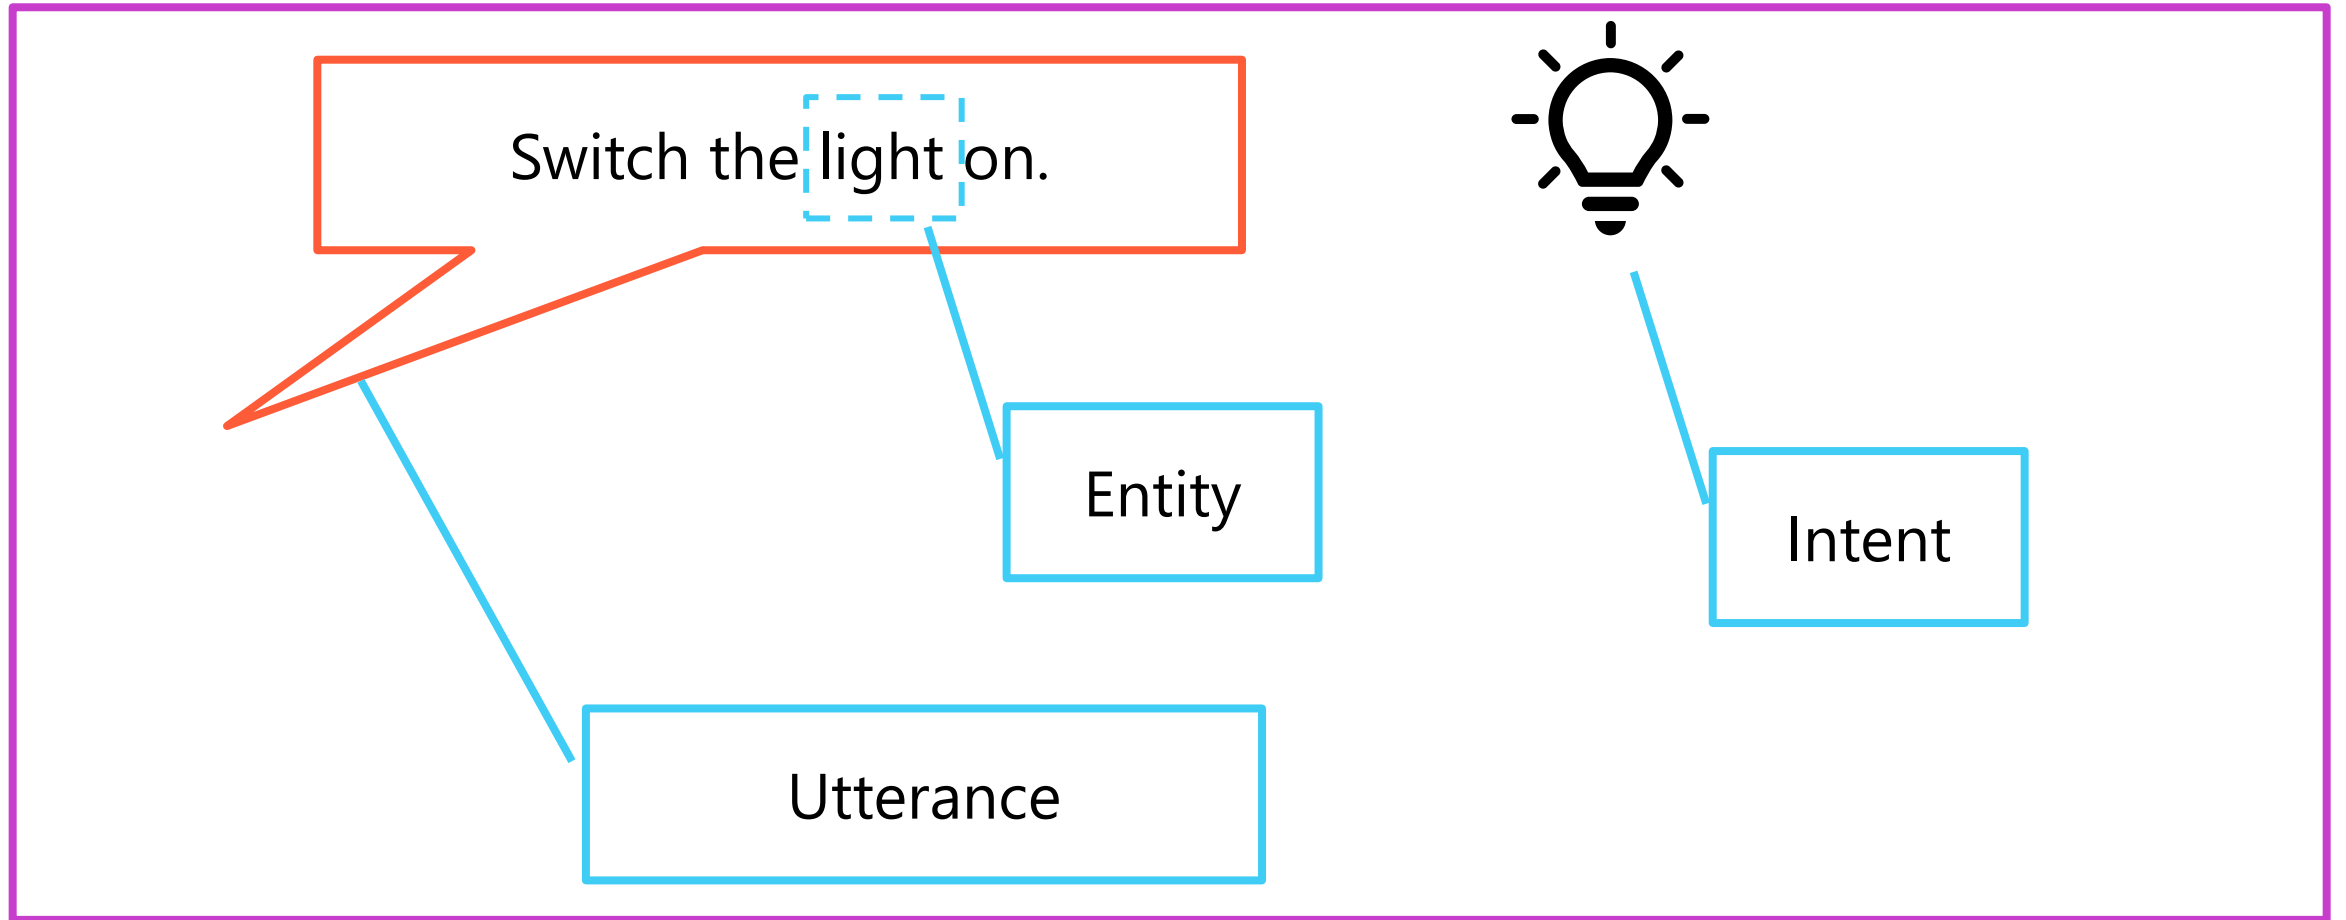 Switch the light on.
Entity
Intent
Utterance